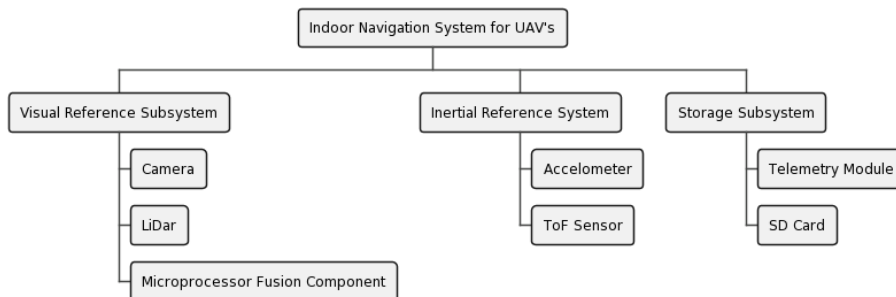 Indoor Navigation System for UAV's
Visual Reference Subsystem
Camera
LiDar
Microprocessor Fusion Component
Inertial Reference System
Accelometer
ToF Sensor
Storage Subsystem
Telemetry Module
SD Card